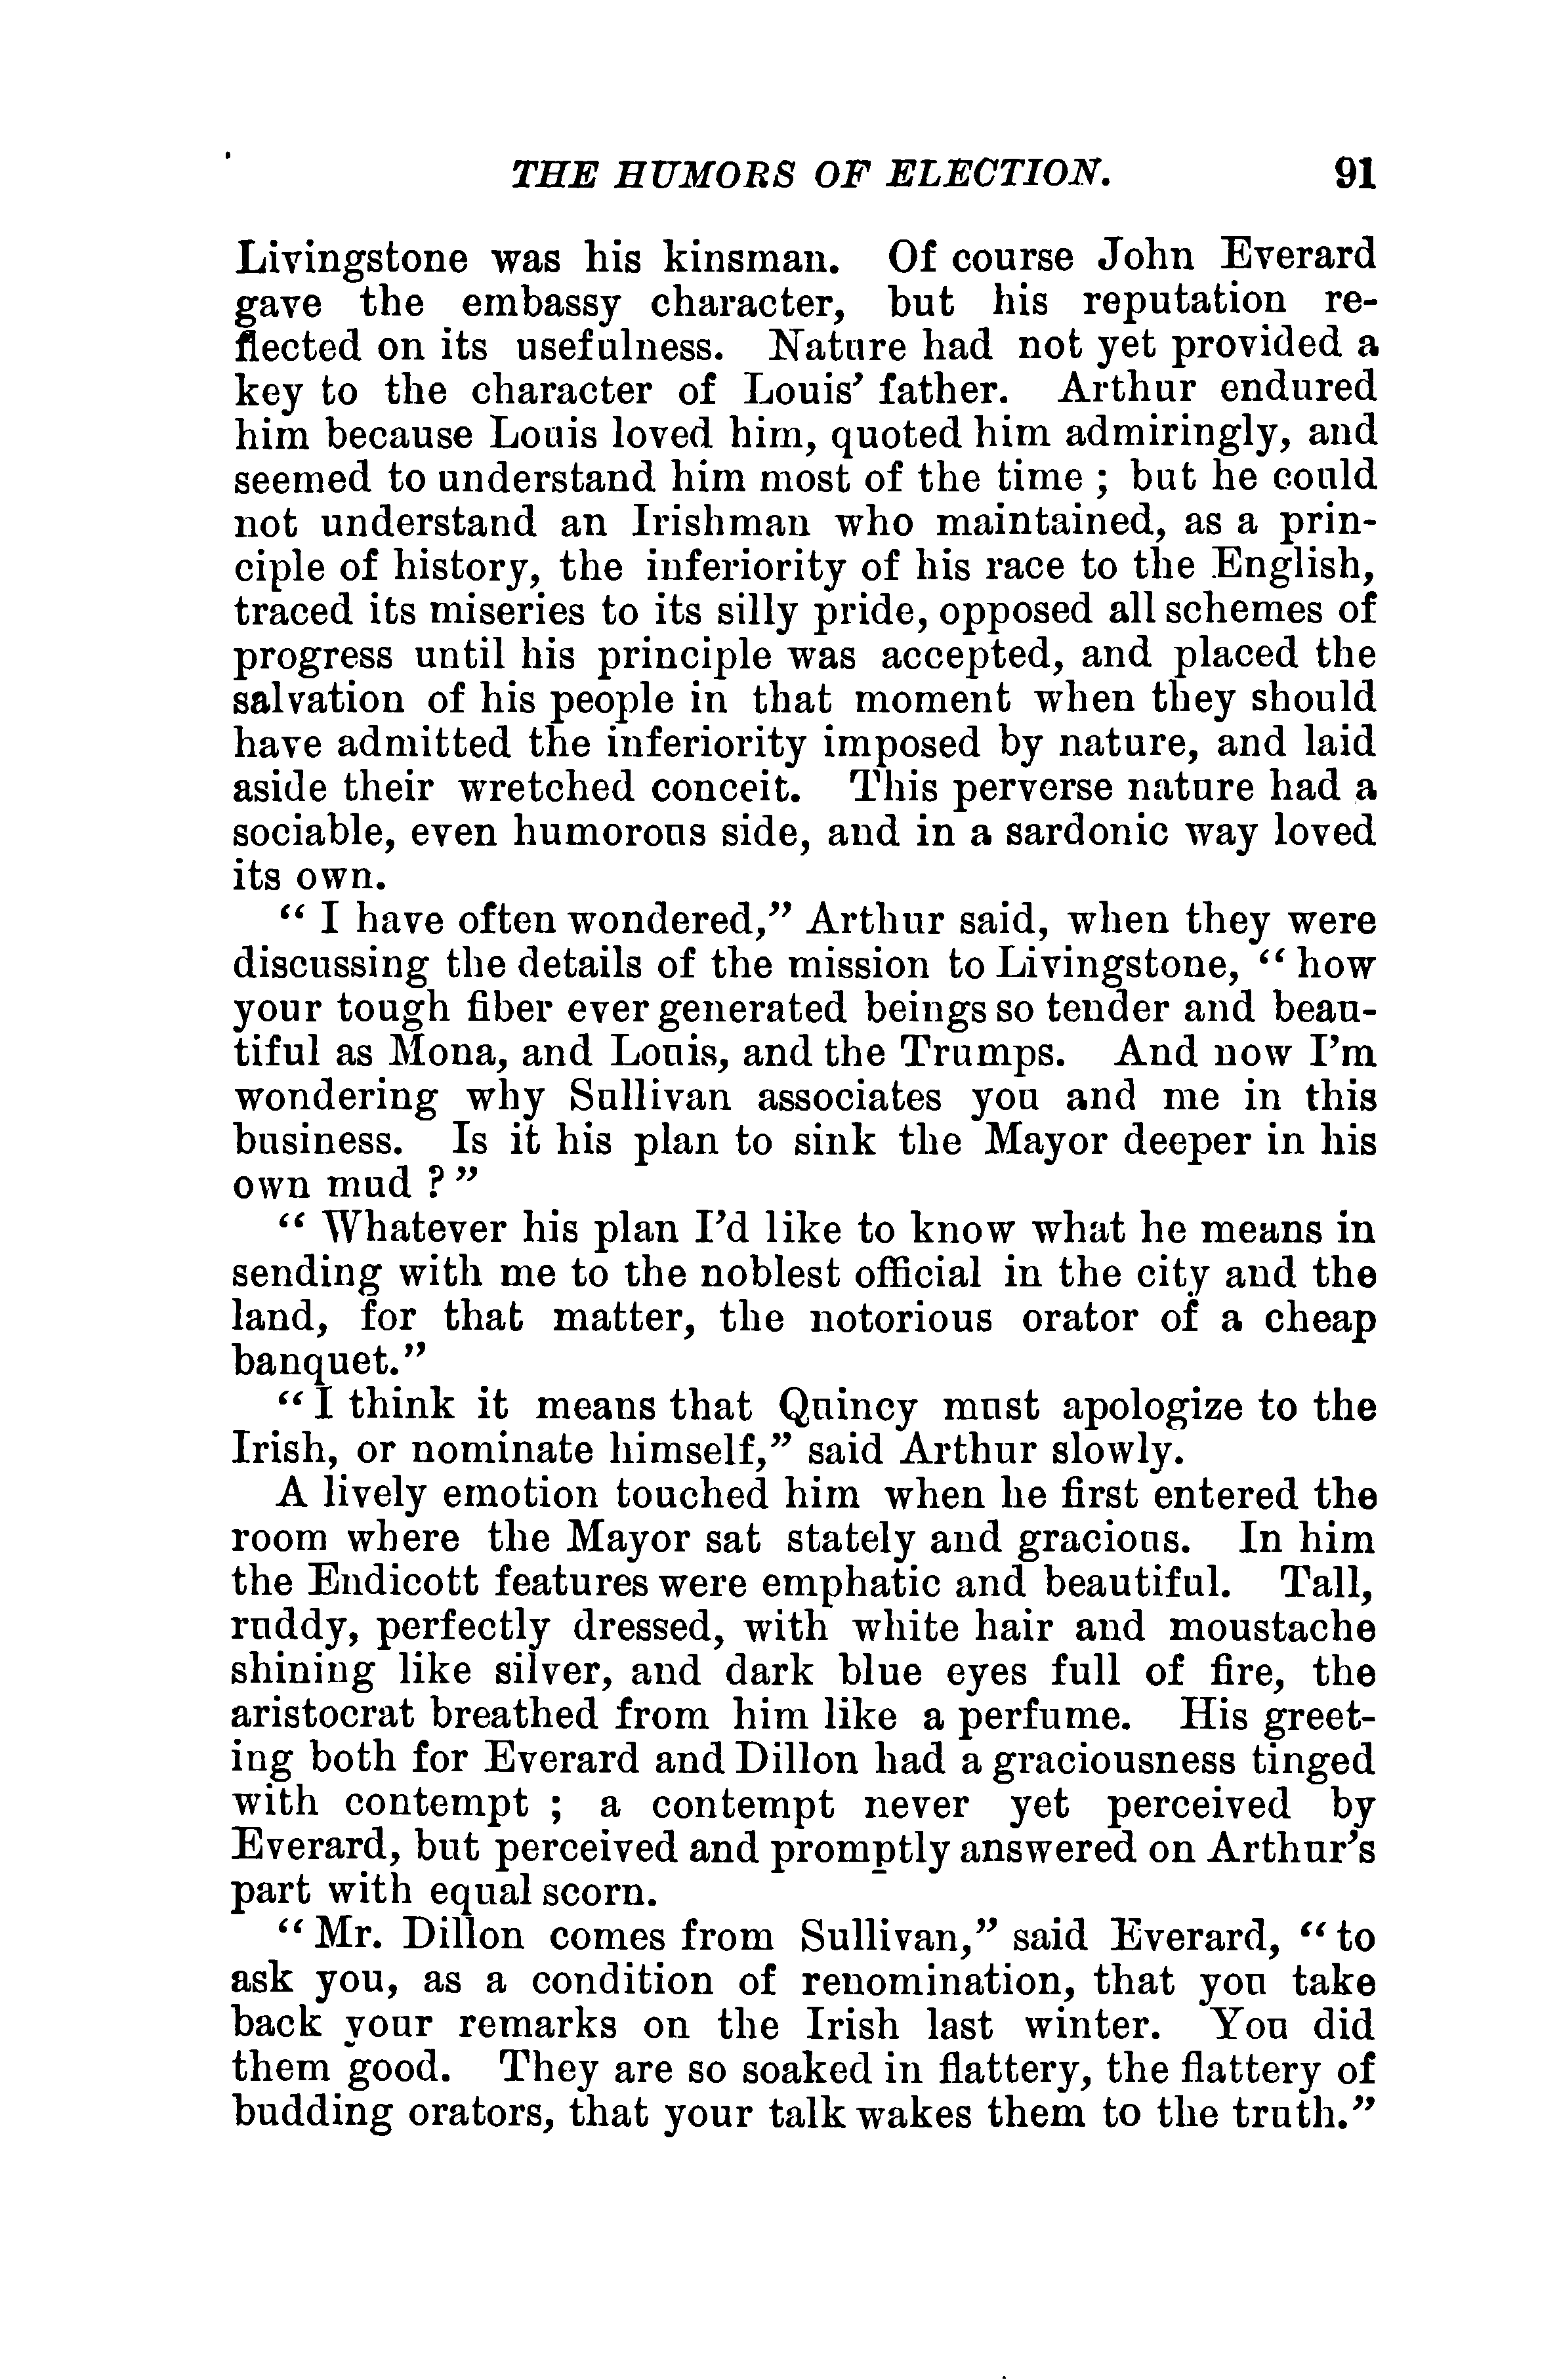 THE HUMORS OF ELECTION. 91
Livingstone was his kinsman. Of course John Everard
gave the embassy character, but his reputation re-
flected on its usefulness. Nature had not yet provided a
key to the character of Louis' father. Arthur endured
him because Louis loved him, quoted him admiringly, and
seemed to understand him most of the time ; but he could
not understand an Irishman who maintained, as a prin-
ciple of history, the inferiority of his race to the English,
traced its miseries to its silly pride, opposed all schemes of
progress until his principle was accepted, and placed the
salvation of his people in that moment when they should
have admitted the inferiority imposed by nature, and laid
aside their wretched conceit. This perverse nature had a
sociable, even humorous side, and in a sardonic way loved
its own.
“ I have often wondered,” Arthur said, when they were
discussing the details of the mission to Livingstone, “ how
your tough fiber ever generated beings so tender and beau-
tiful as Mona, and Louis, and the Trumps. And now I'm
wondering why Sullivan associates you and me in this
business. Is it his plan to sink the Mayor deeper in his
own mud ? ”
“ Whatever his plan I'd like to know what he means in
sending with me to the noblest official in the city and the
land, for that matter, the notorious orator of a cheap
banquet.”
“ I think it means that Quincy must apologize to the
Irish, or nominate himself,” said Arthur slowly.
A lively emotion touched him when he first entered the
room where the Mayor sat stately and gracious. In him
the Endicott features were emphatic and beautiful. Tall,
ruddy, perfectly dressed, with white hair and moustache
shining like silver, and dark blue eyes full of fire, the
aristocrat breathed from him like a perfume. His greet-
ing both for Everard and Dillon had a graciousness tinged
with contempt ; a contempt never yet perceived by
Everard, but perceived and promptly answered on Arthur's
part with equal scorn.
“ Mr. Dillon comes from Sullivan,” said Everard, “ to
ask you, as a condition of renomination, that you take
back your remarks on the Irish last winter. You did
them good. They are so soaked in flattery, the flattery of
budding orators, that your talk wakes them to the truth.”